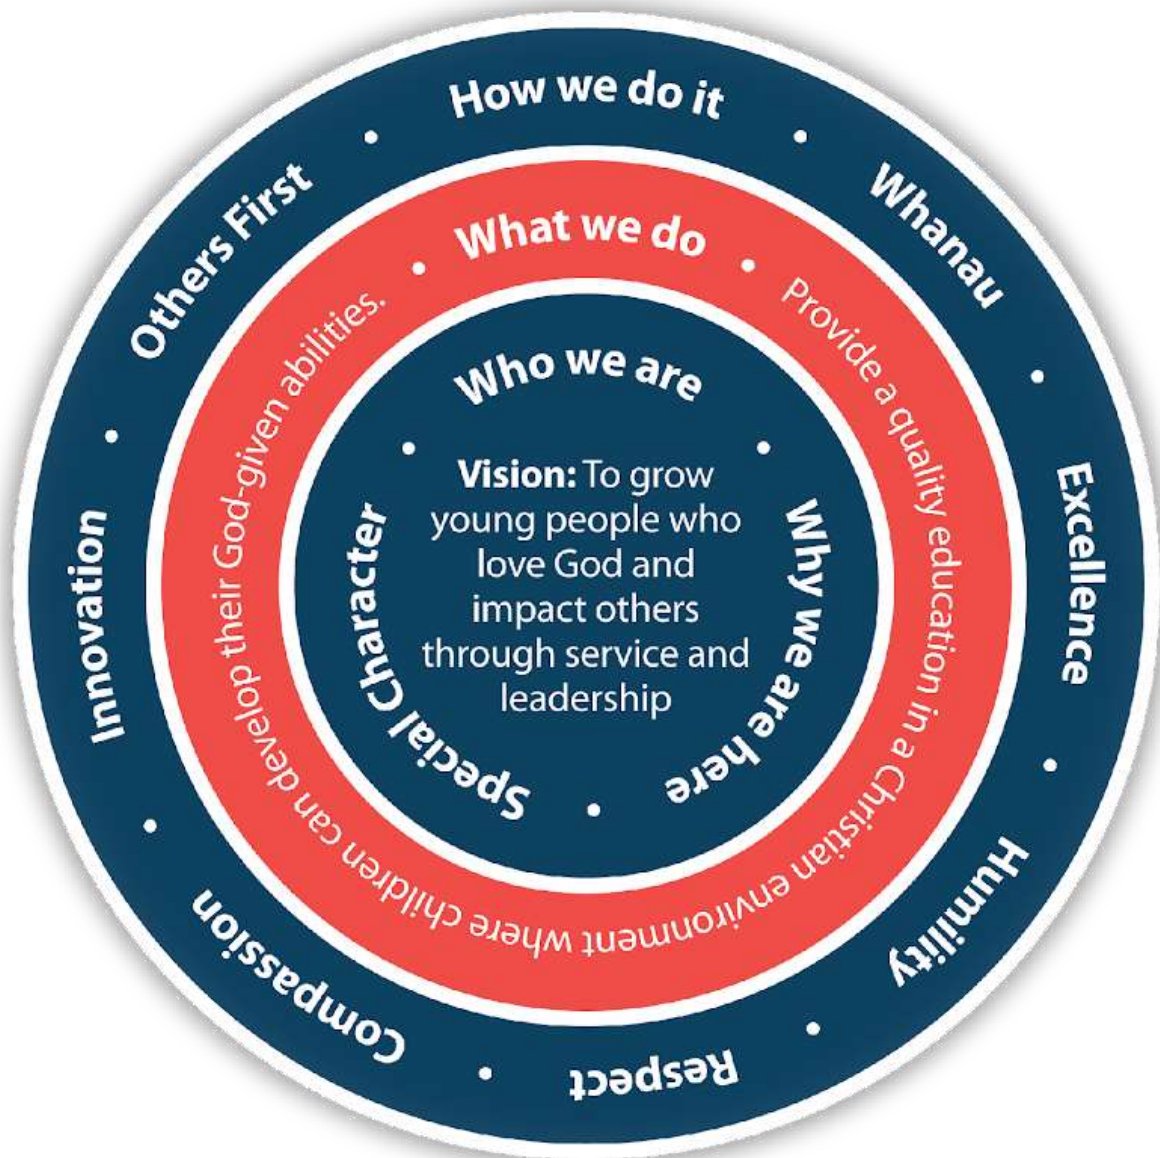 How we do it
•
Whanau
•
Excellence
•
Humility
•
Respect
•
Compassion
•
Innovation
•
Others First
•
What we do
•
Provide a quality education in a Christian environment where children can develop their God-given abilities.
•
Who we are
•
Why we are here
•
Special Character
•
Vision: To grow
young people who
love God and
impact others
through service and
leadership